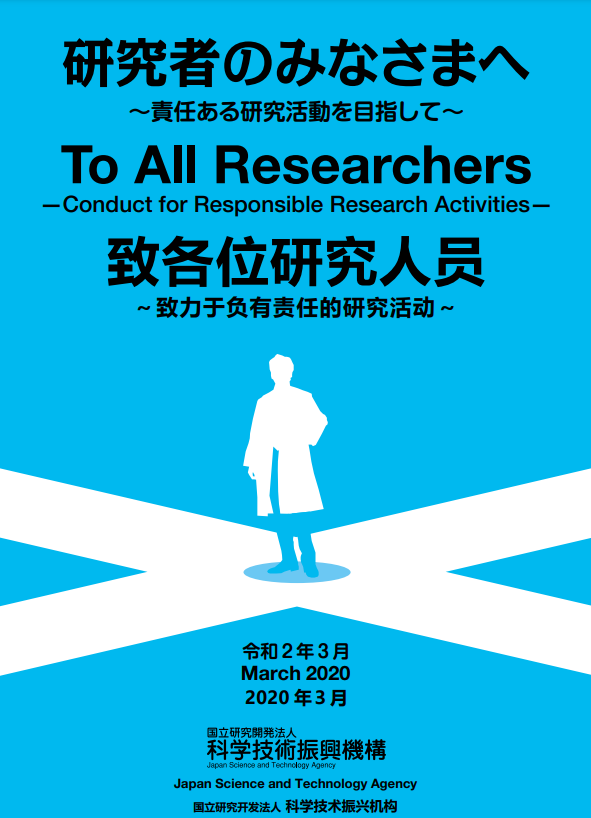 研究者のみなさまへ
～責任ある研究活動を目指して～
To All Researchers
―Conduct for Responsible Research Activities―
致各位研究人员
~ 致力于负有责任的研究活动 ~
令和２年３月
March 2020
2020 年 3 月
国立研究開発法人
科学技術振興機構
Japan Science and Technology Agency
Japan Science and Technology Agency
国立研究开发法人 科学技术振兴机构